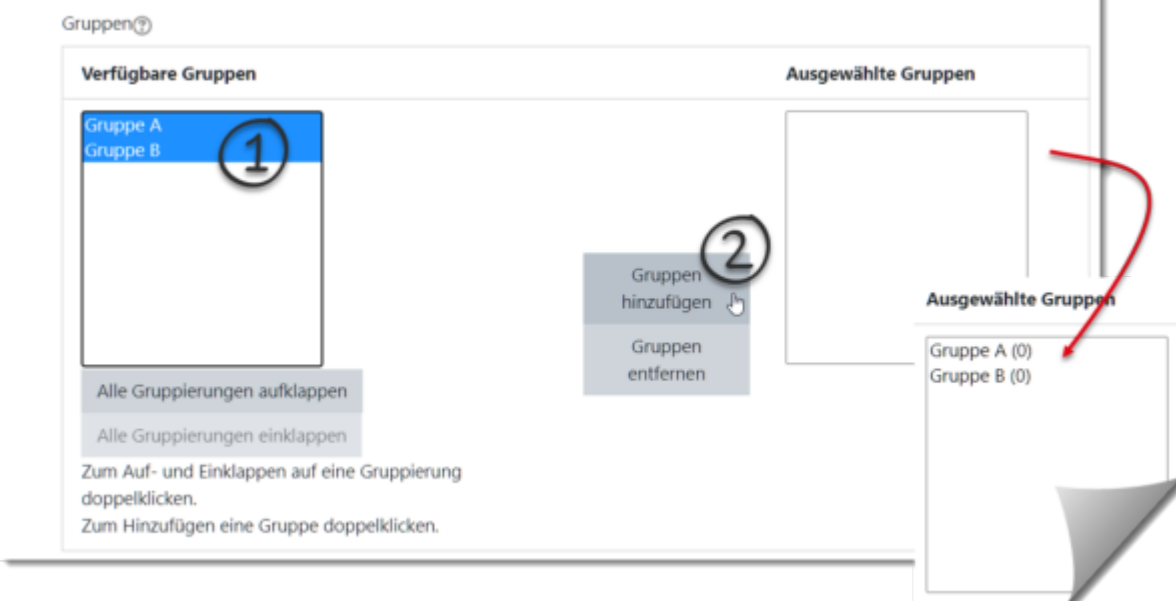 Gruppen?
Verfügbare Gruppen
Ausgewählte Gruppen
Gruppe A
Gruppe B
1
2
Gruppen
hinzufügen
Gruppen
entfernen
Alle Gruppierungen aufklappen
Alle Gruppierungen einklappen
Zum Auf- und Einklappen auf eine Gruppierung
doppelklicken.
Zum Hinzufügen eine Gruppe doppelklicken.
Ausgewählte Gruppen
Gruppe A (0)
Gruppe B (0)